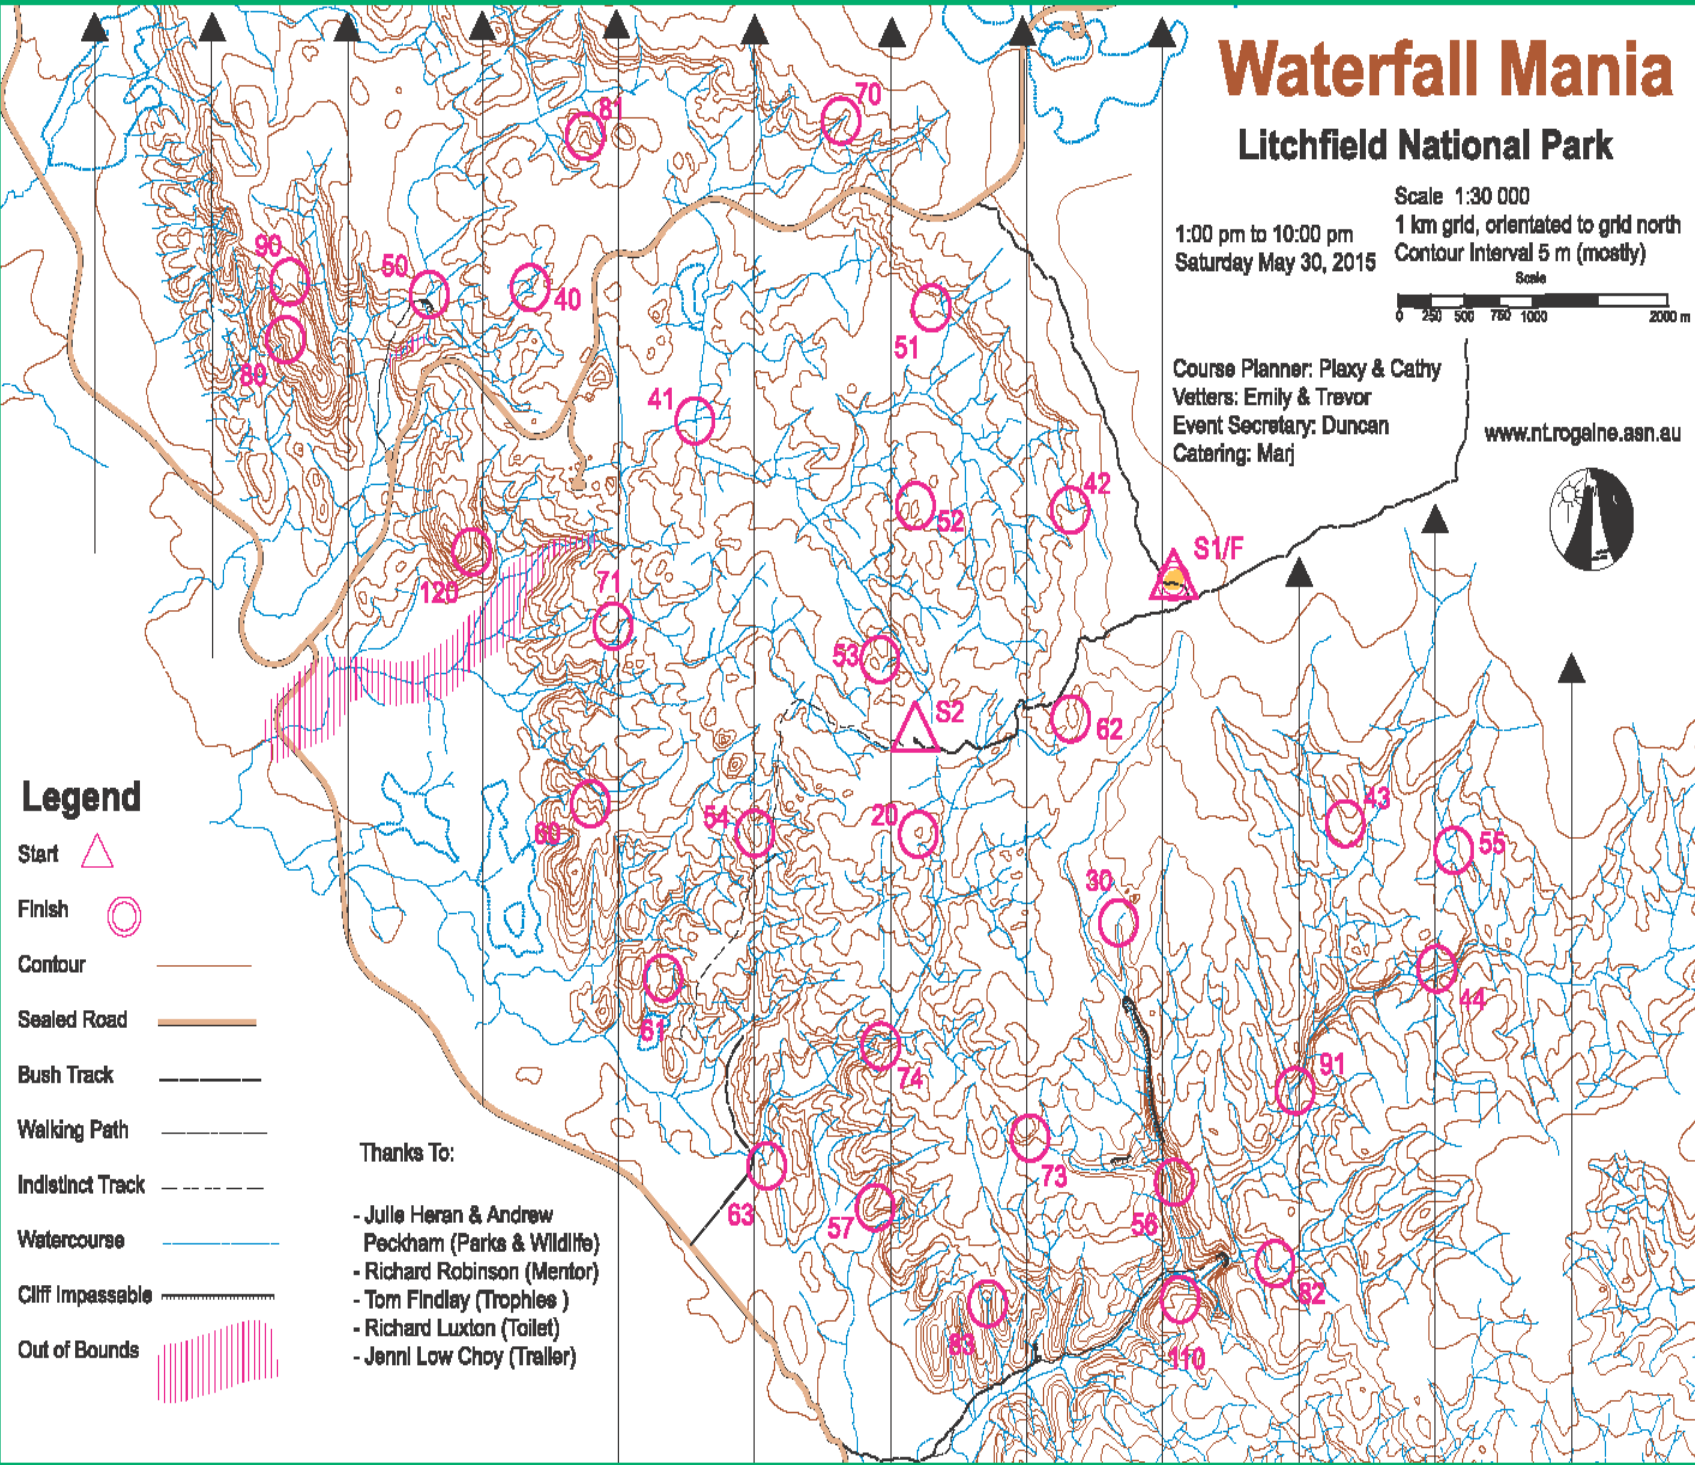 Waterfall Mania
Litchfield National Park
Scale 1:30 000
1 km grid, orientated to grid north
Contour Interval 5 m (mostly)
1:00 pm to 10:00 pm
Saturday May 30, 2015
Scale
0 250 500 750 1000 2000 m
Course Planner: Plaxy & Cathy
Vetters: Emily & Trevor
Event Secretary: Duncan
Catering: Marj
www.nt.rogaine.asn.au
81
70
90
50
40
80
51
41
42
52
120
71
S1/F
53
S2
62
60
54
20
43
55
30
61
44
74
91
73
63
57
56
82
83
110
Legend
Start
Finish
Contour
Sealed Road
Bush Track
Walking Path
Indistinct Track
Watercourse
Cliff Impassable
Out of Bounds
Thanks To:
- Julie Heran & Andrew
Peckham (Parks & Wildlife)
- Richard Robinson (Mentor)
- Tom Findlay (Trophies )
- Richard Luxton (Toilet)
- Jenni Low Choy (Trailer)